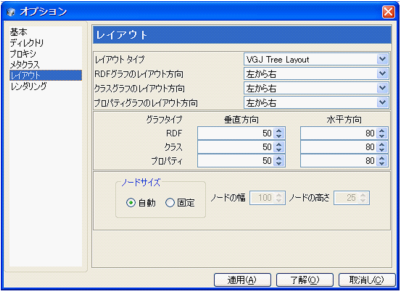 オプション
基本
ディレクトリ
プロキシ
メタクラス
レイアウト
レンダリング
レイアウト
レイアウト タイプ VGJ Tree Layout
RDFグラフのレイアウト方向 左から右
クラスグラフのレイアウト方向 左から右
プロパティグラフのレイアウト方向 左から右
グラフタイプ 垂直方向 水平方向
RDF 50 80
クラス 50 80
プロパティ 50 80
ノードサイズ
自動 固定 ノードの幅 100 ノードの高さ 25
適用(A) 了解(O) 取消し(C)